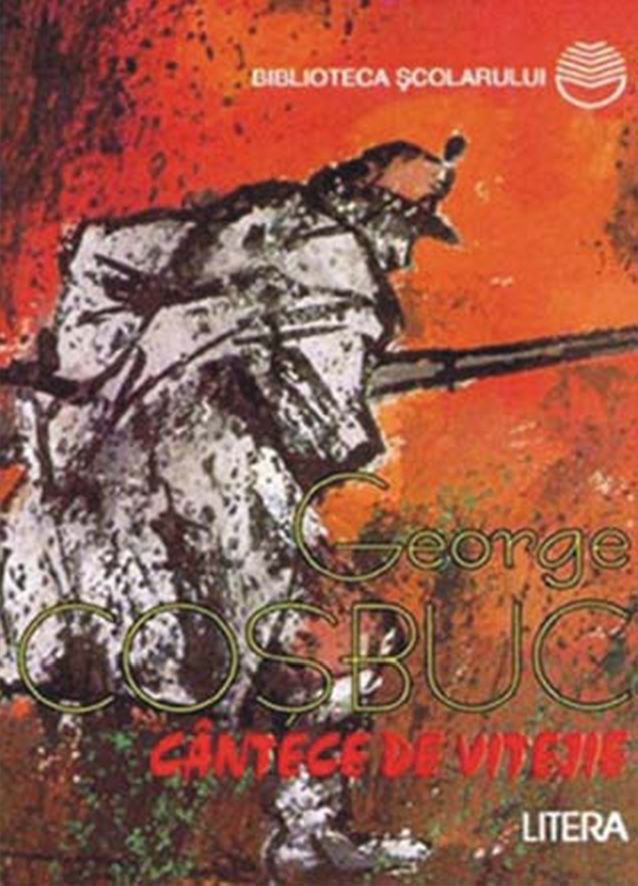 BIBLIOTECA ŞCOLARULUI
George
COŞBUC
CÂNTECE DE VITEJIE
LITERA